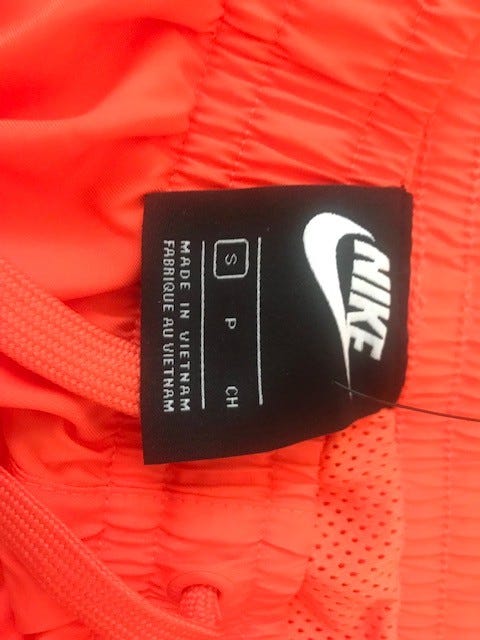 NIKE
S P CH
MADE IN VIETNAM
FABRIQUE AU VIETNAM